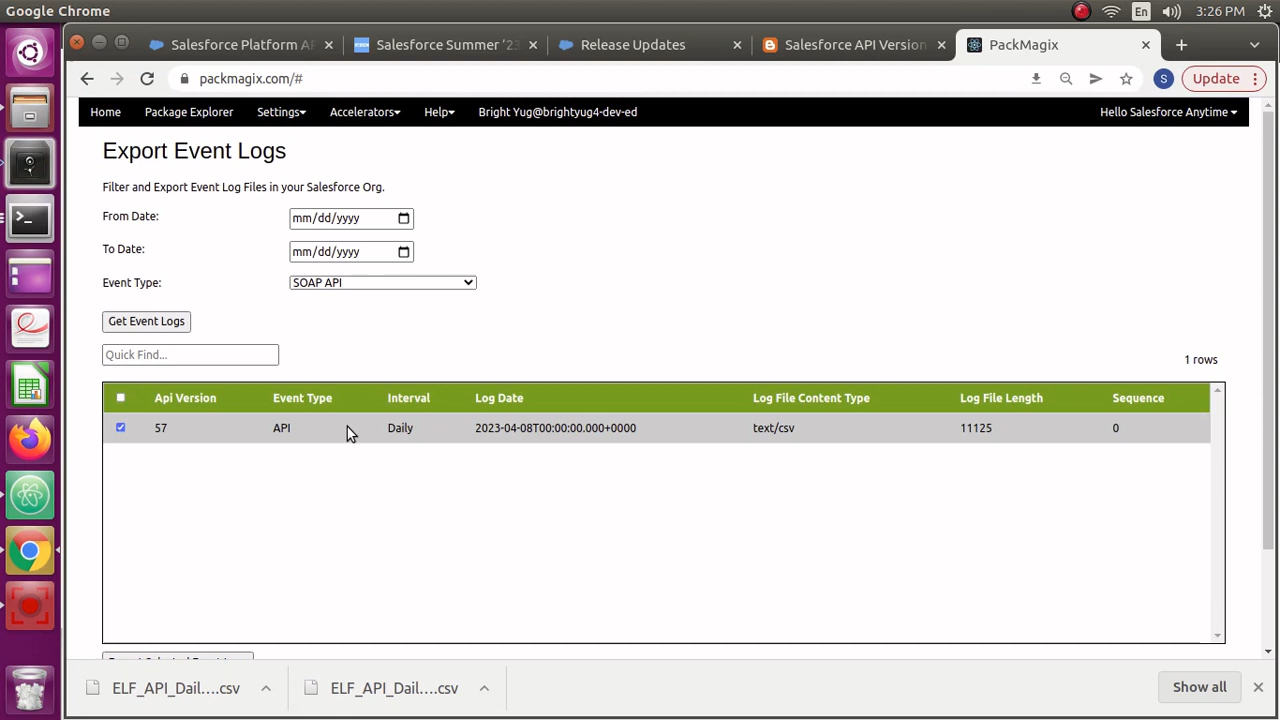 Google Chrome En 3:26 PM
Salesforce Platform AP Salesforce Summer '23 Release Updates Salesforce API Version PackMagix
packmagix.com/# S Update
Home Package Explorer Settings Accelerators Help Bright Yug@brightyug4-dev-ed Hello Salesforce Anytime
Export Event Logs
Filter and Export Event Log Files in your Salesforce Org.
From Date: mm/dd/yyyy
To Date: mm/dd/yyyy
Event Type: SOAP API
Get Event Logs
Quick Find... 1 rows
Api Version Event Type Interval Log Date Log File Content Type Log File Length Sequence
57 API Daily 2023-04-08T00:00:00.000+0000 text/csv 11125 0
ELF_API_Dail....csv ELF_API_Dail....csv Show all